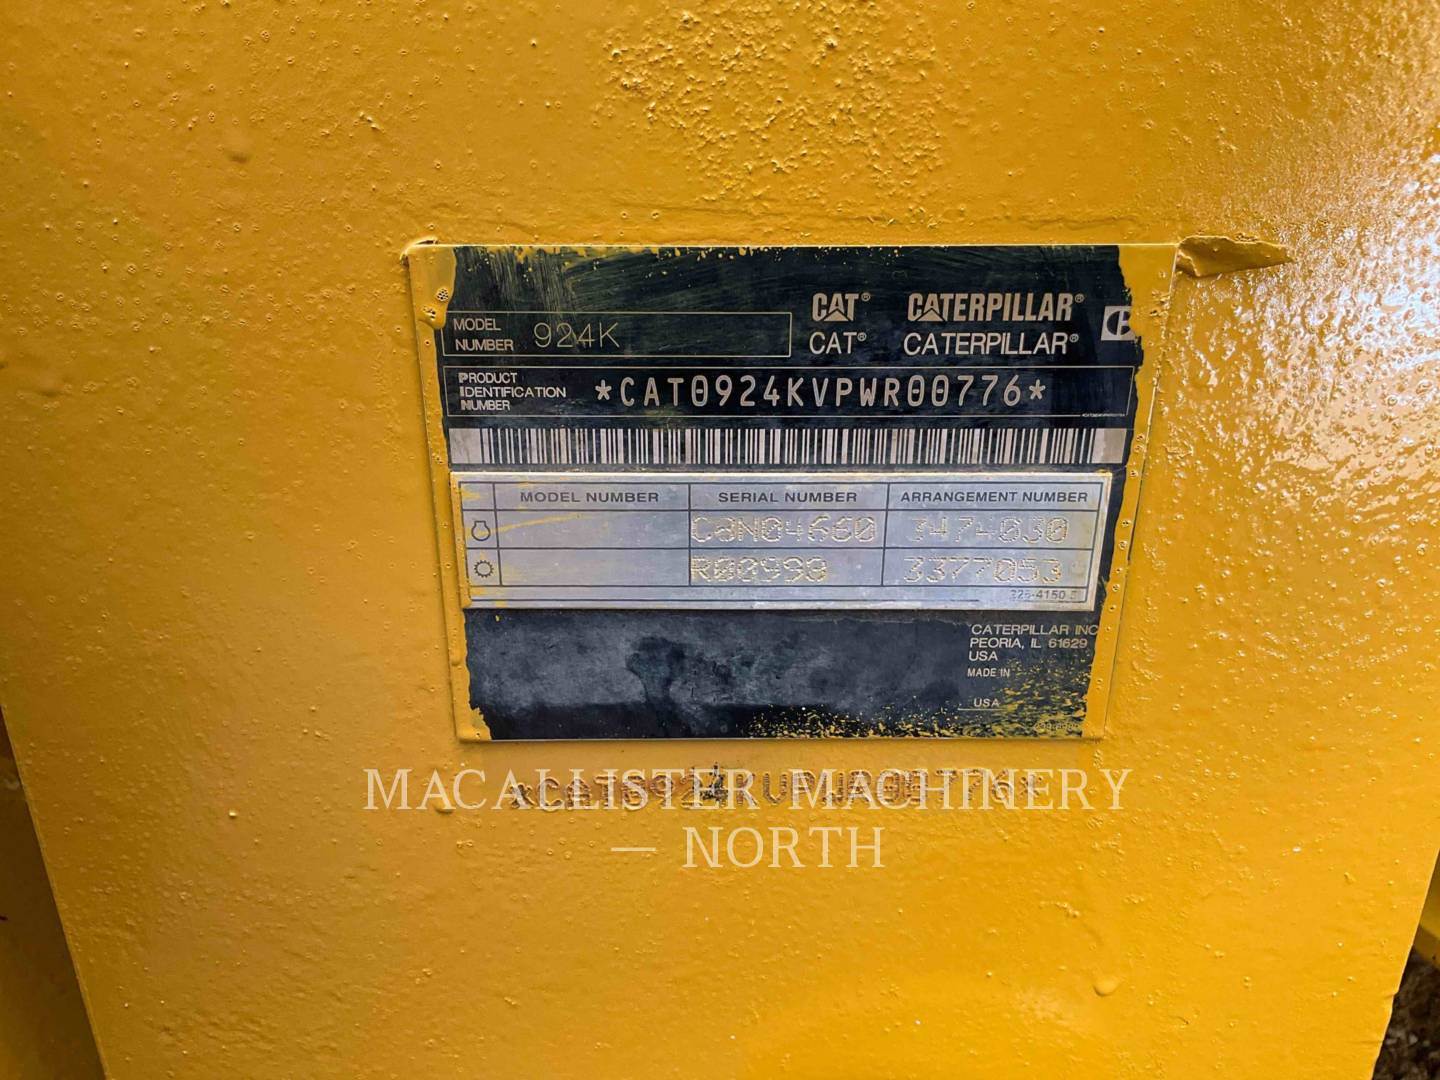 MODEL NUMBER 924K
CAT® CATERPILLAR®
CAT® CATERPILLAR®
PRODUCT IDENTIFICATION NUMBER *CAT0924KVPWR00776*
MODEL NUMBER SERIAL NUMBER ARRANGEMENT NUMBER
3474030
3377053
CATERPILLAR INC
PEORIA, IL 61629
USA
MADE IN
USA
MACALLISTER MACHINERY
— NORTH